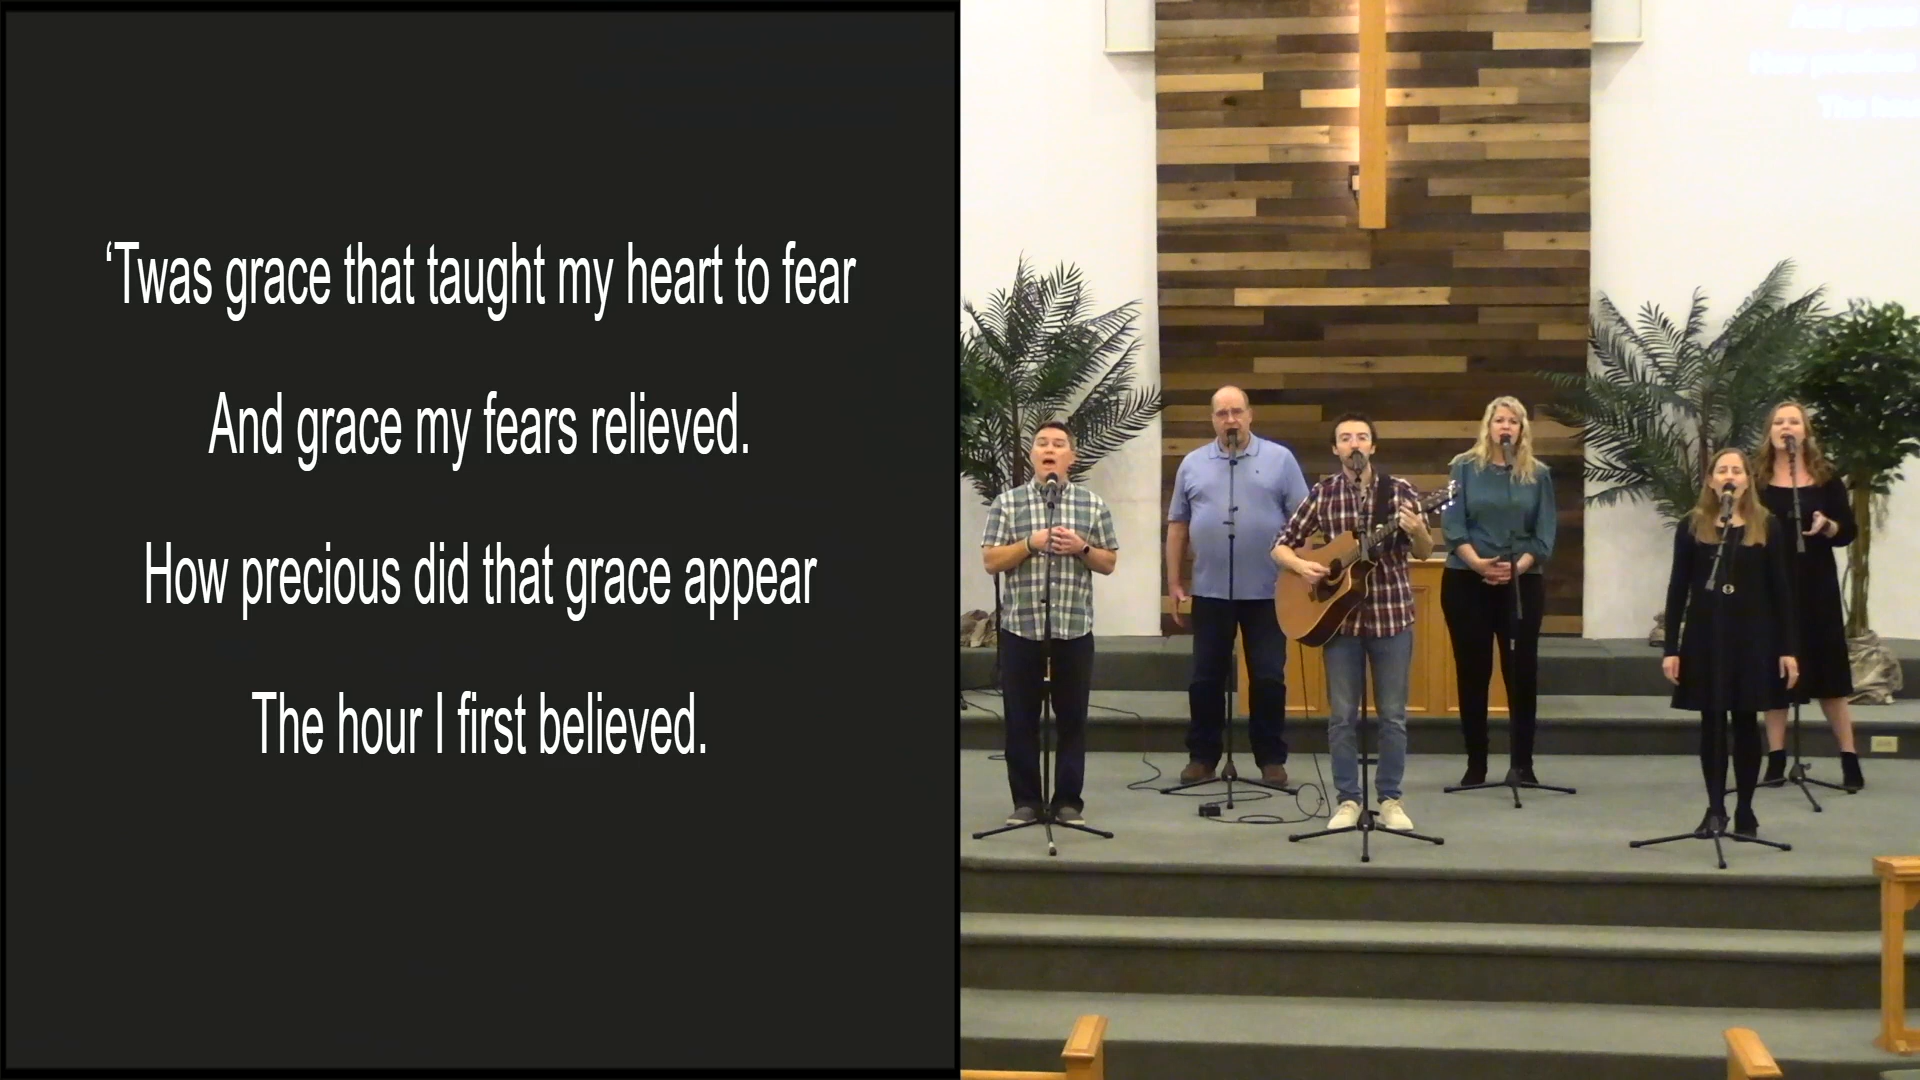 ‘Twas grace that taught my heart to fear
And grace my fears relieved.
How precious did that grace appear
The hour I first believed.